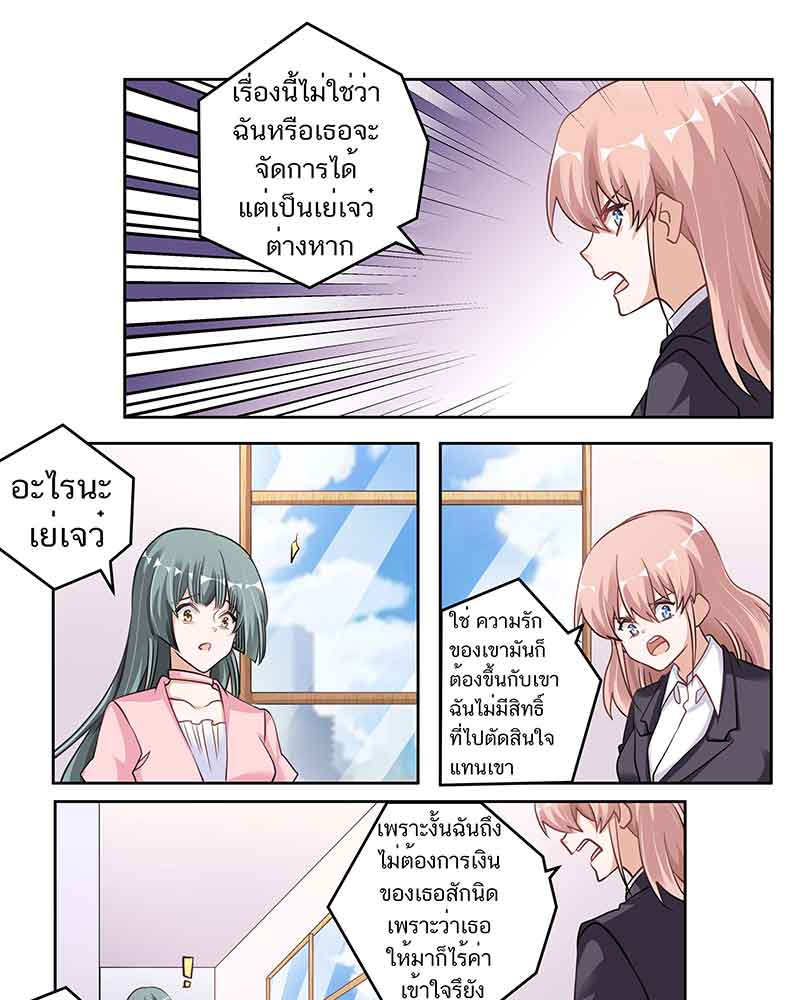 เรื่องนี้ไม่ใช่ว่า
ฉันหรือเธอจะ
จัดการได้
แต่เป็นเย่เจว๋
ต่างหาก
อะไรนะ
เย่เจว๋
ใช่ ความรัก
ของเขามันก็
ต้องขึ้นกับเขา
ฉันไม่มีสิทธิ์
ที่ไปตัดสินใจ
แทนเขา
เพราะงั้นฉันถึง
ไม่ต้องการเงิน
ของเธอสักนิด
เพราะว่าเธอ
ให้มาก็ไร้ค่า
เข้าใจรึยัง
!